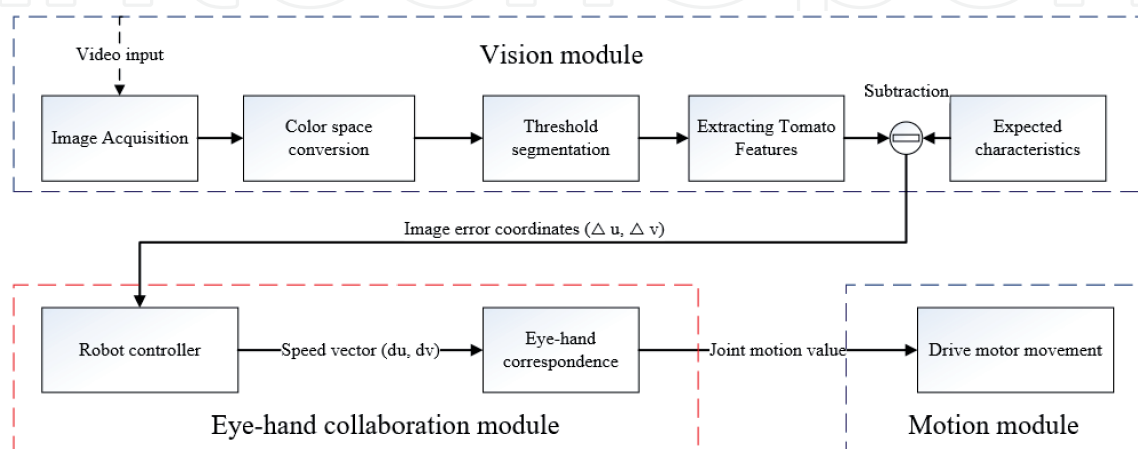 Video input
Vision module
Subtraction
Image Acquisition
Color space
conversion
Threshold
segmentation
Extracting Tomato
Features
Expected
characteristics
Image error coordinates (△ u, △ v)
Robot controller
Speed vector (du, dv)
Eye-hand
correspondence
Joint motion value
Drive motor movement
Eye-hand collaboration module
Motion module